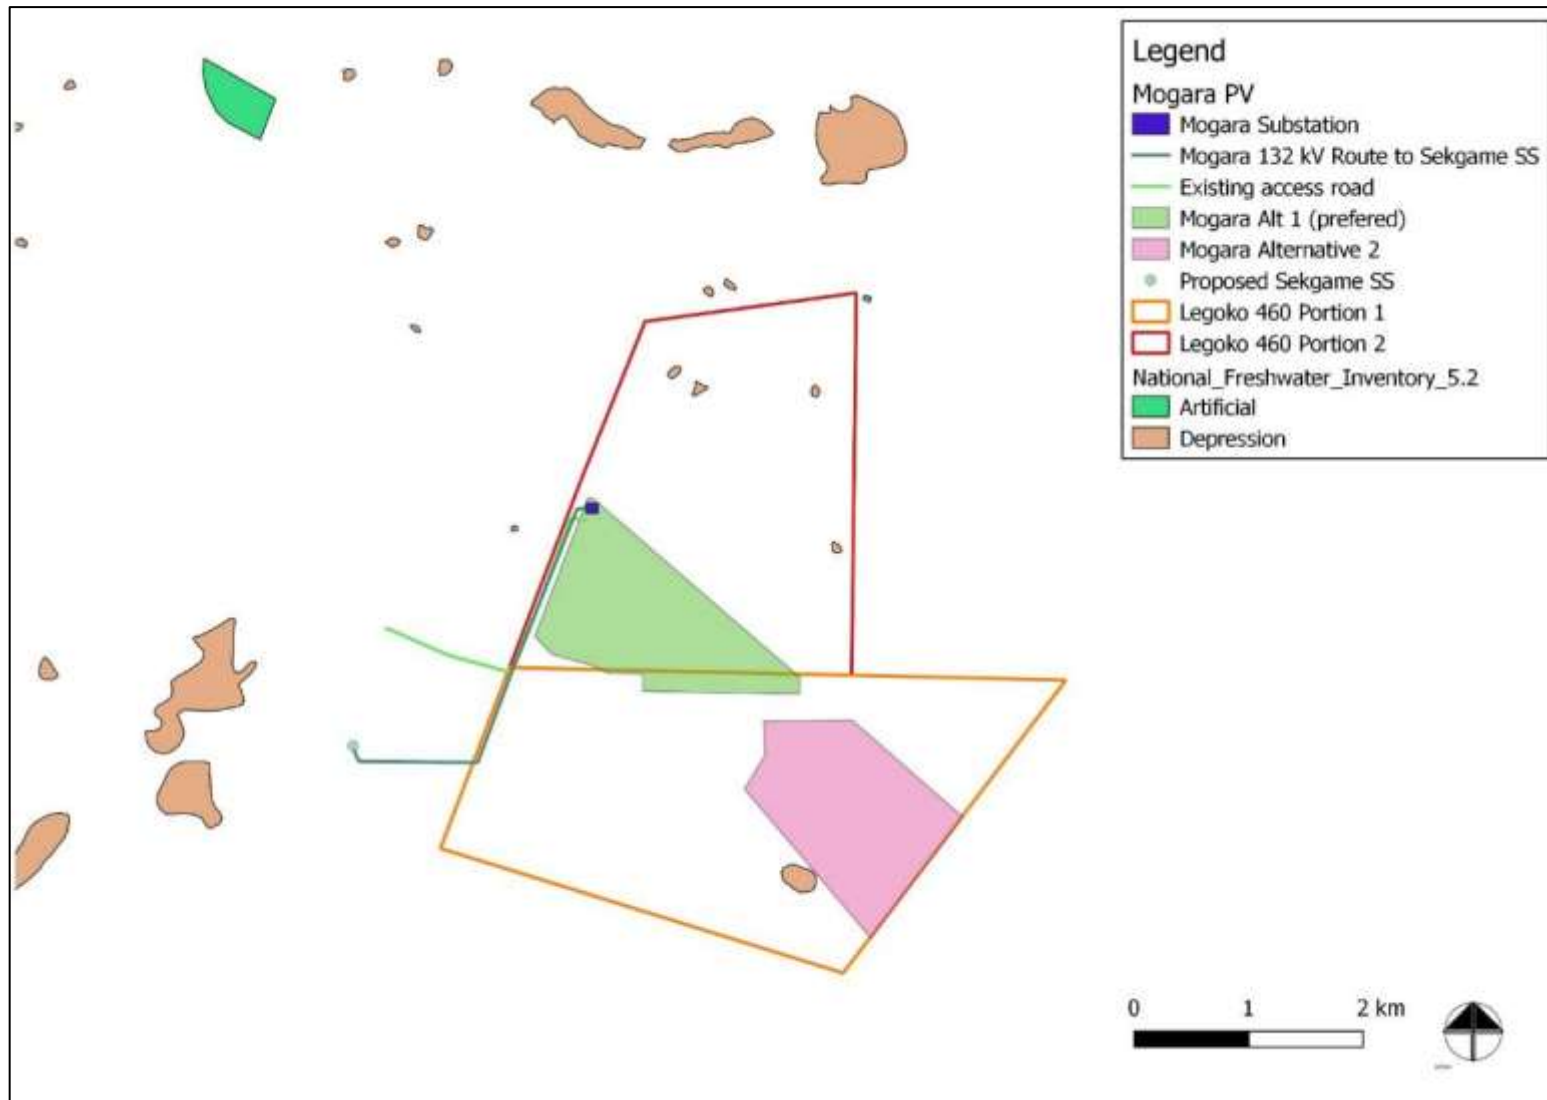 Legend
Mogara PV
Mogara Substation
Mogara 132 kV Route to Sekgame SS
Existing access road
Mogara Alt 1 (prefered)
Mogara Alternative 2
Proposed Sekgame SS
Legoko 460 Portion 1
Legoko 460 Portion 2
National_Freshwater_Inventory_5.2
Artificial
Depression
0 1 2 km